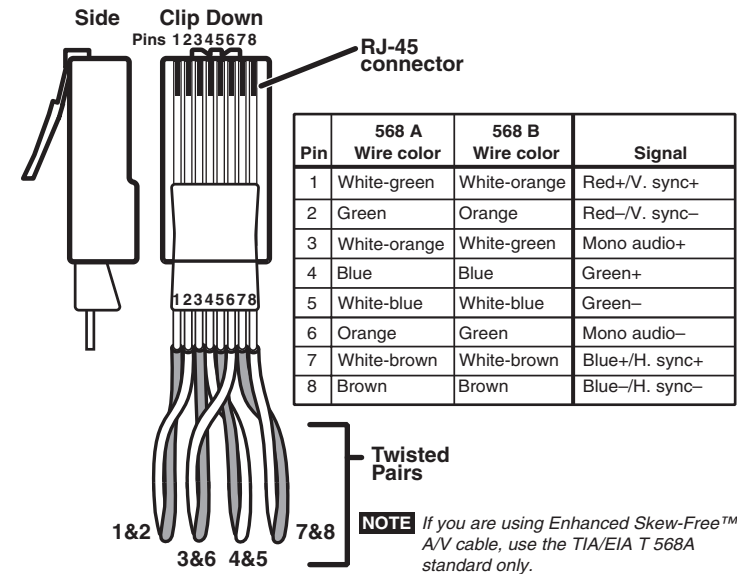 Side
Clip Down
Pins 12345678
RJ-45
connector
Pin 568 A Wire color 568 B Wire color Signal
1 White-green White-orange Red+/V. sync+
2 Green Orange Red–/V. sync–
3 White-orange White-green Mono audio+
4 Blue Blue Green+
5 White-blue White-blue Green–
6 Orange Green Mono audio–
7 White-brown White-brown Blue+/H. sync+
8 Brown Brown Blue–/H. sync–
12345678
Twisted
Pairs
1&2
3&6
4&5
7&8
NOTE If you are using Enhanced Skew-Free™
A/V cable, use the TIA/EIA T 568A
standard only.